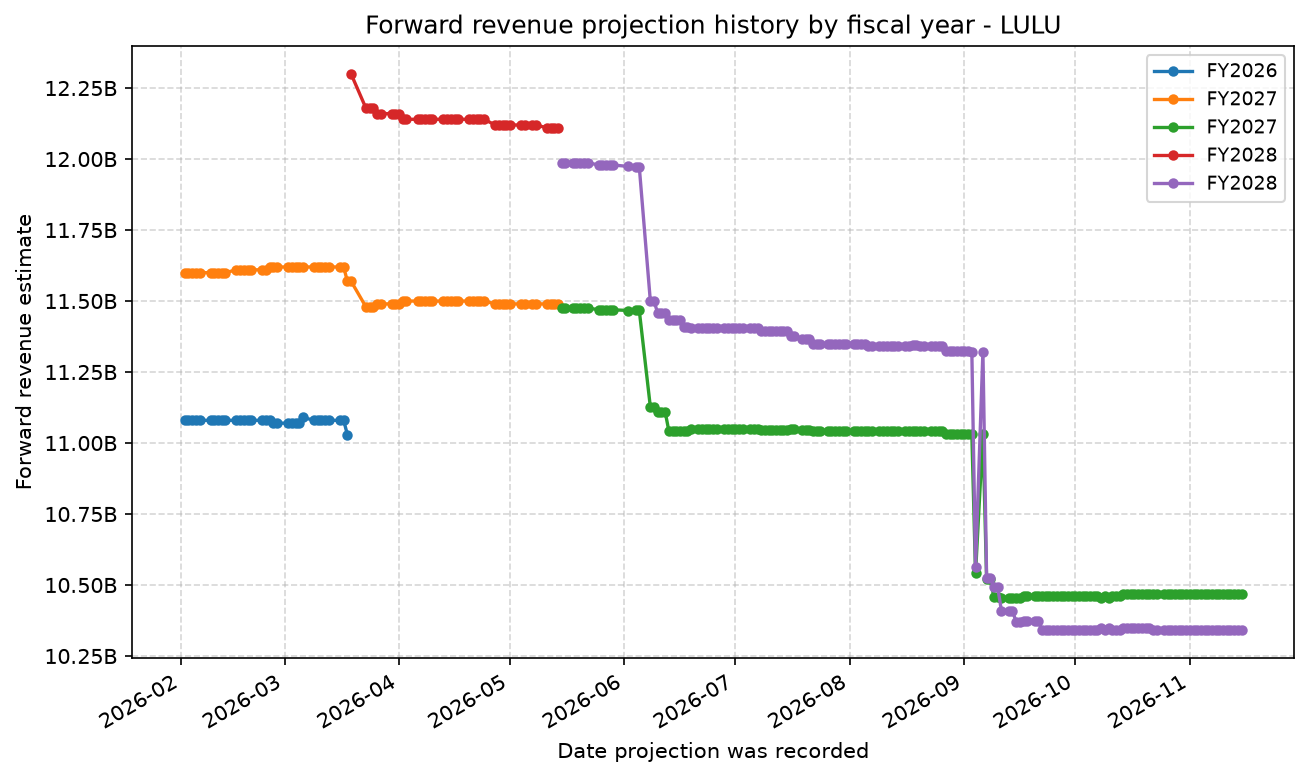 Forward revenue projection history by fiscal year - LULU
FY2026
FY2027
FY2027
FY2028
FY2028
Forward revenue estimate
12.25B
12.00B
11.75B
11.50B
11.25B
11.00B
10.75B
10.50B
10.25B
2026-02
2026-03
2026-04
2026-05
2026-06
2026-07
2026-08
2026-09
2026-10
2026-11
Date projection was recorded